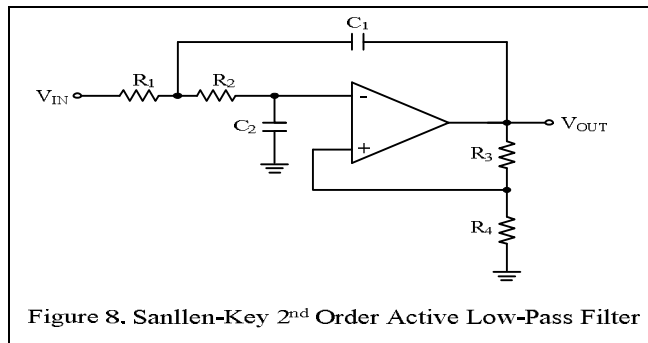 C1
R1
R2
VIN
-
C2
VOUT
+
R3
R4
Figure 8. Sanllen-Key 2nd Order Active Low-Pass Filter